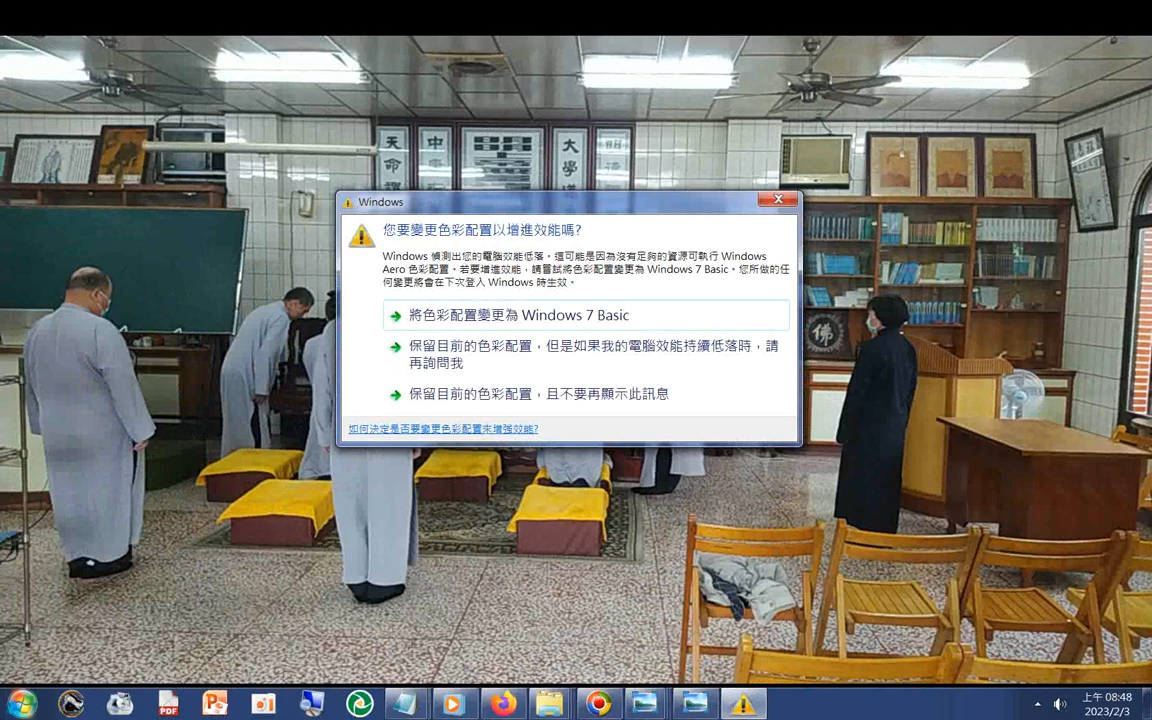 天命
中
大學
Windows
您要變更色彩配置以增進效能嗎?
Windows 偵測出您的電腦效能低落。這可能是因為沒有足夠的資源可執行 Windows
Aero 色彩配置。若要增進效能，請嘗試將色彩配置變更為 Windows 7 Basic。您所做的任
何變更將會在下次登入 Windows 時生效。
將色彩配置變更為 Windows 7 Basic
保留目前的色彩配置，但是如果我的電腦效能持續低落時，請
再詢問我
保留目前的色彩配置，且不要再顯示此訊息
如何決定是否要變更色彩配置來增強效能?
佛
PDF
上午 08:48
2023/2/3